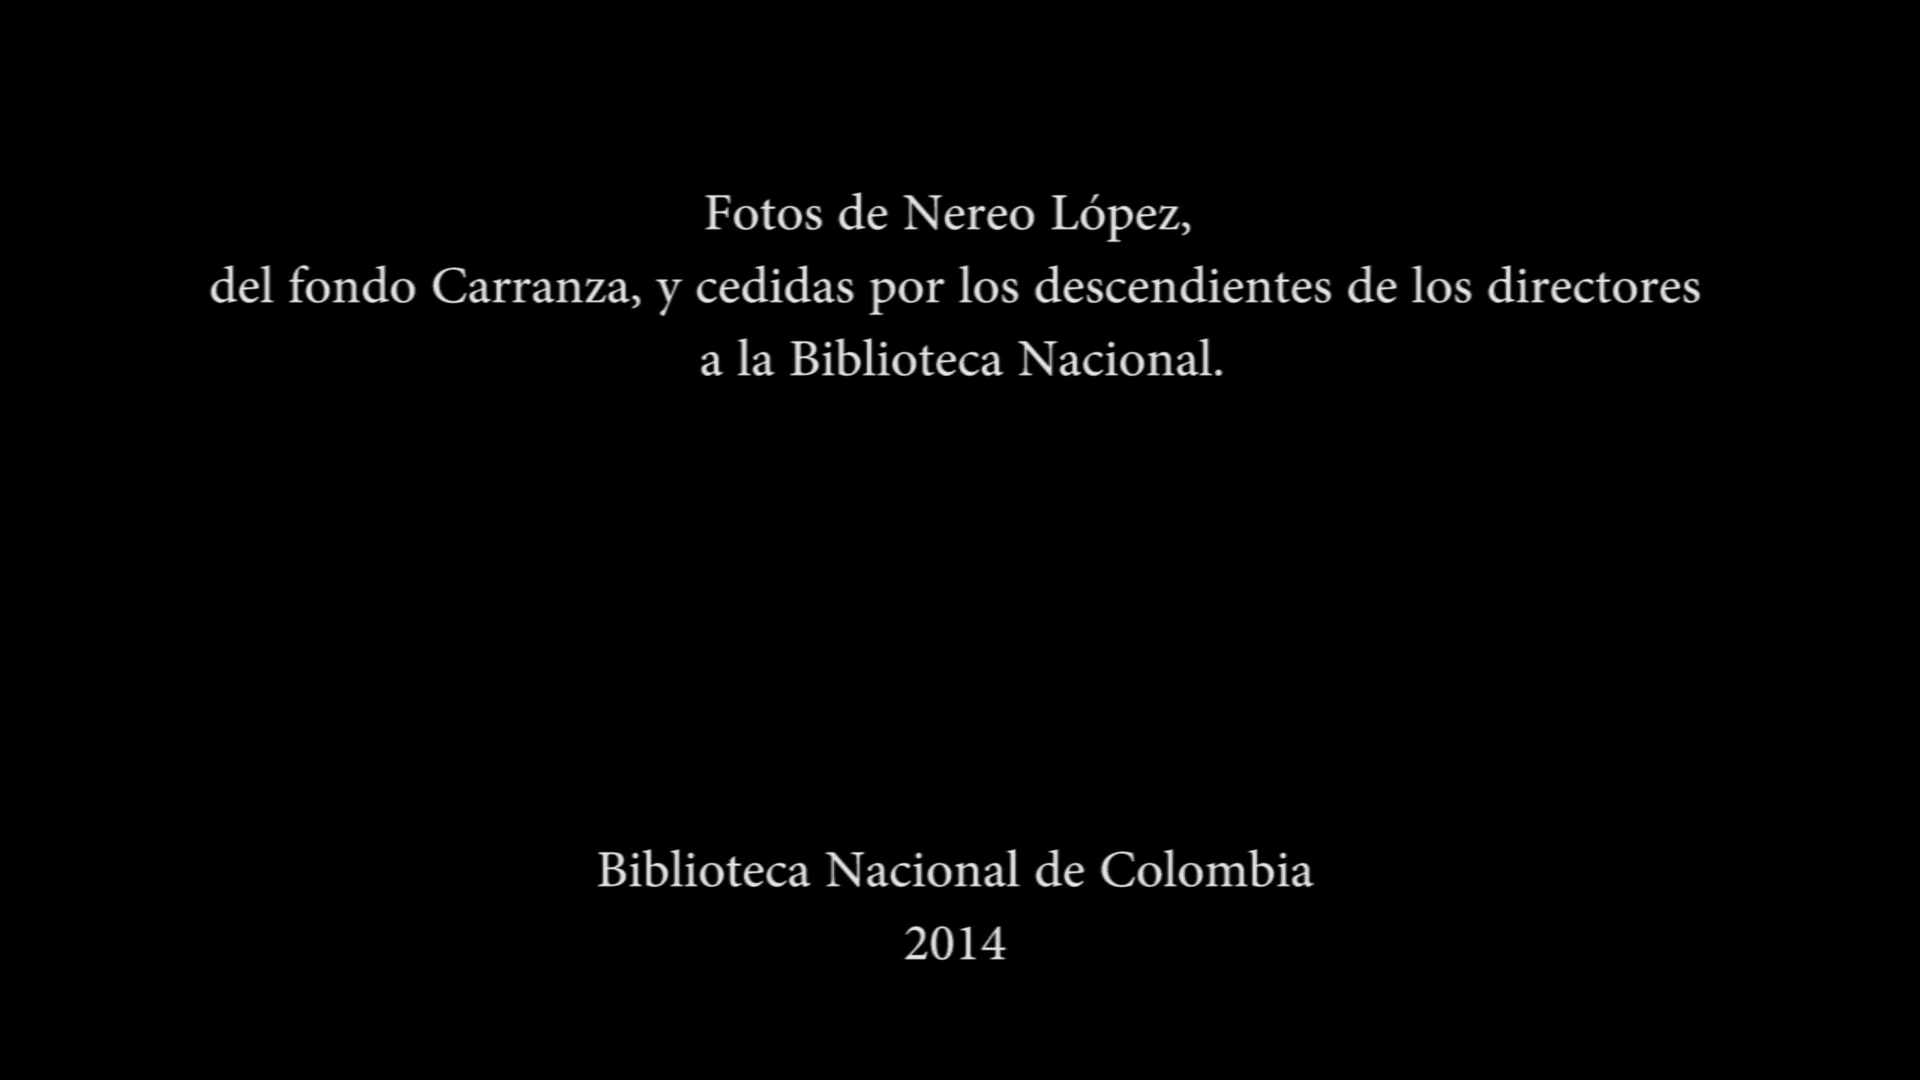 Fotos de Nereo López,
del fondo Carranza, y cedidas por los descendientes de los directores
a la Biblioteca Nacional.
Biblioteca Nacional de Colombia
2014